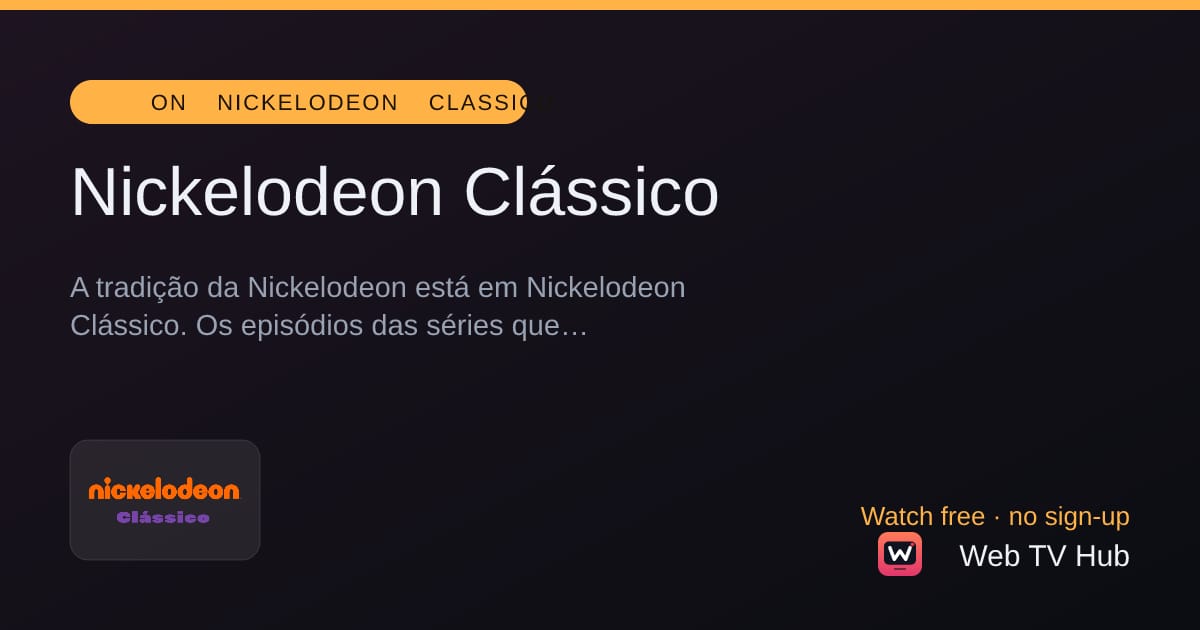 ON NICKELODEON
Nickelodeon Clássico
A tradição da Nickelodeon está em Nickelodeon
Clássico. Os episódios das séries que…
nickelodeon
Clássico
Watch free · no sign-up
W
Web TV Hub